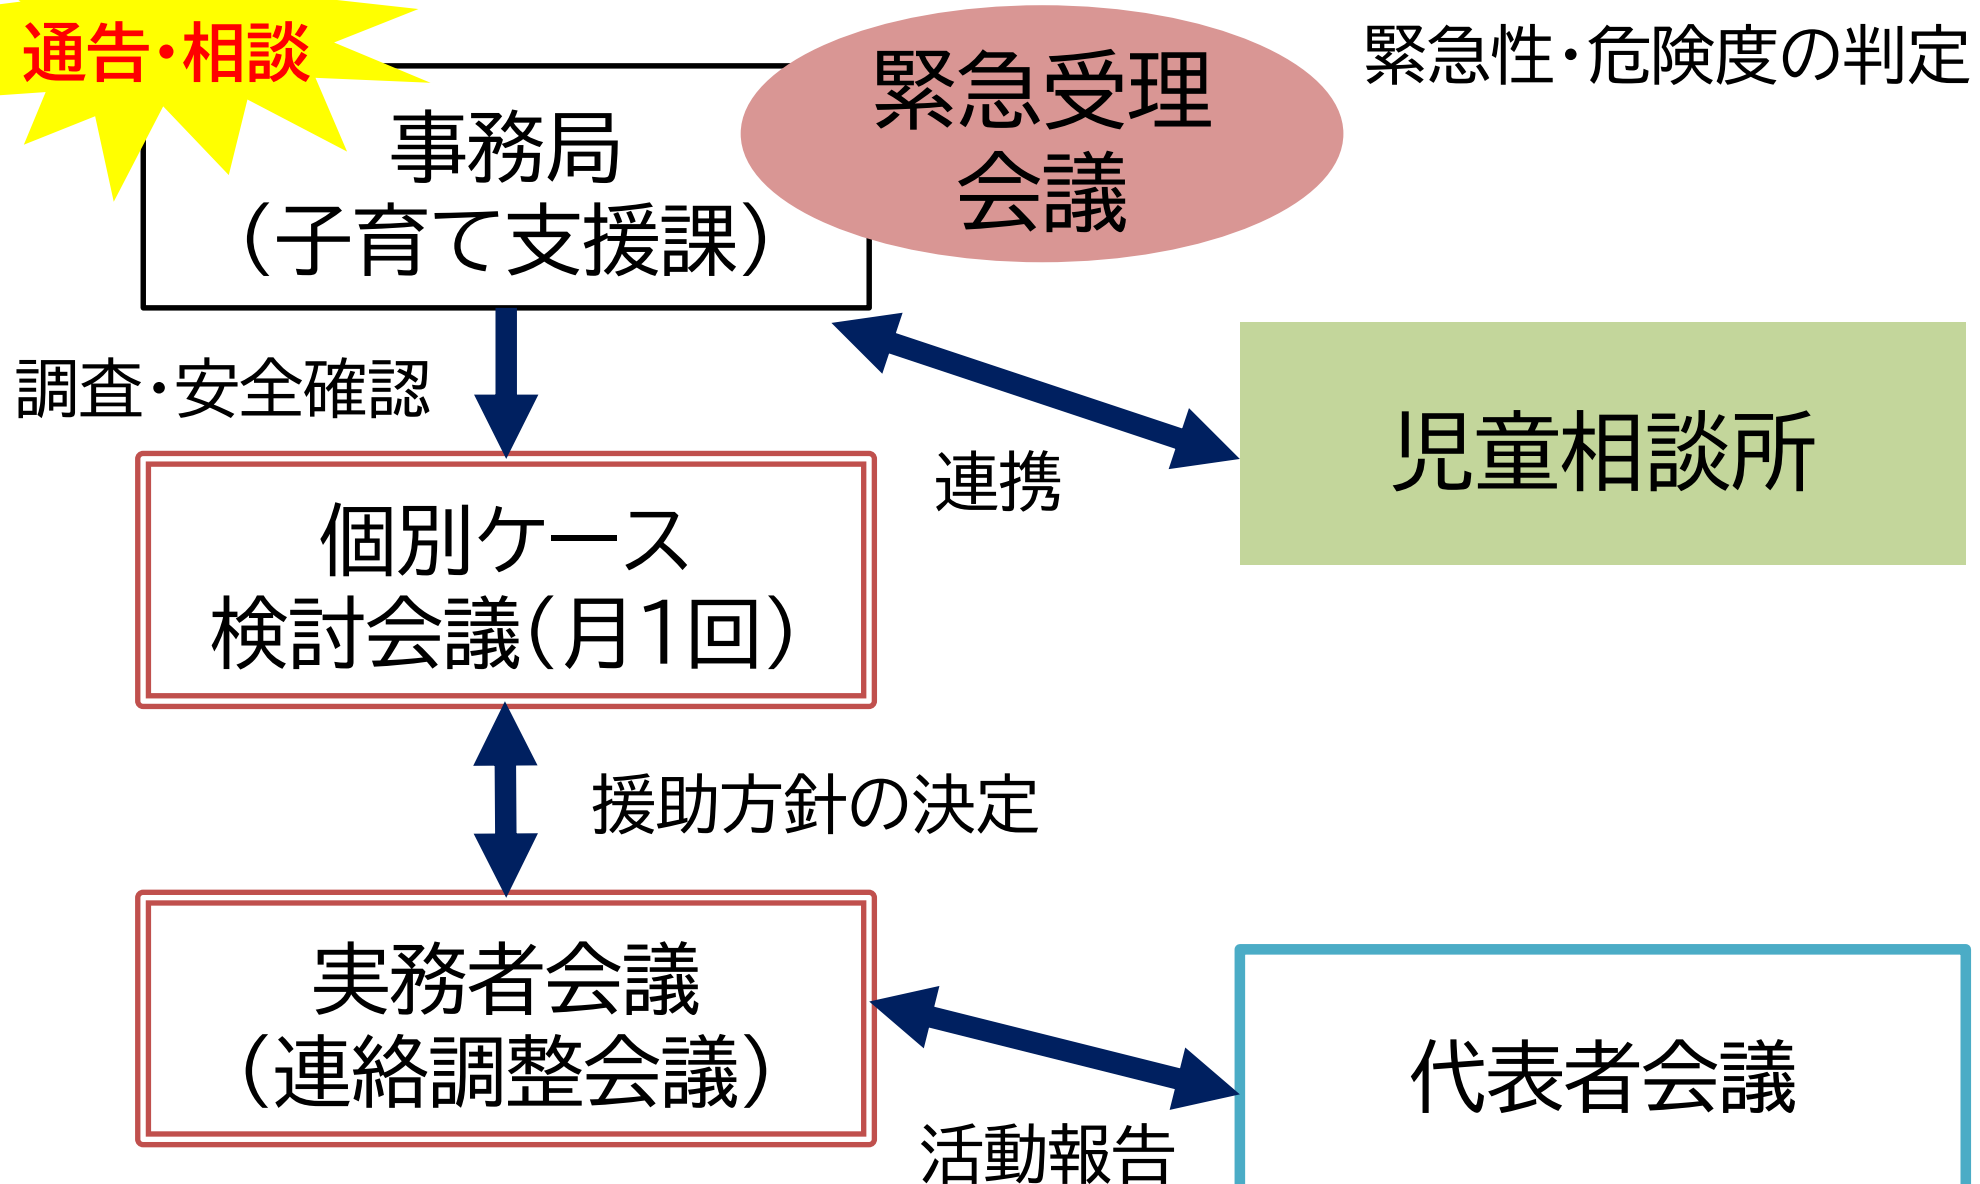 通告・相談
緊急受理
会議
緊急性・危険度の判定
事務局
（子育て支援課）
調査・安全確認
連携
児童相談所
個別ケース
検討会議（月1回）
援助方針の決定
実務者会議
（連絡調整会議）
代表者会議
活動報告